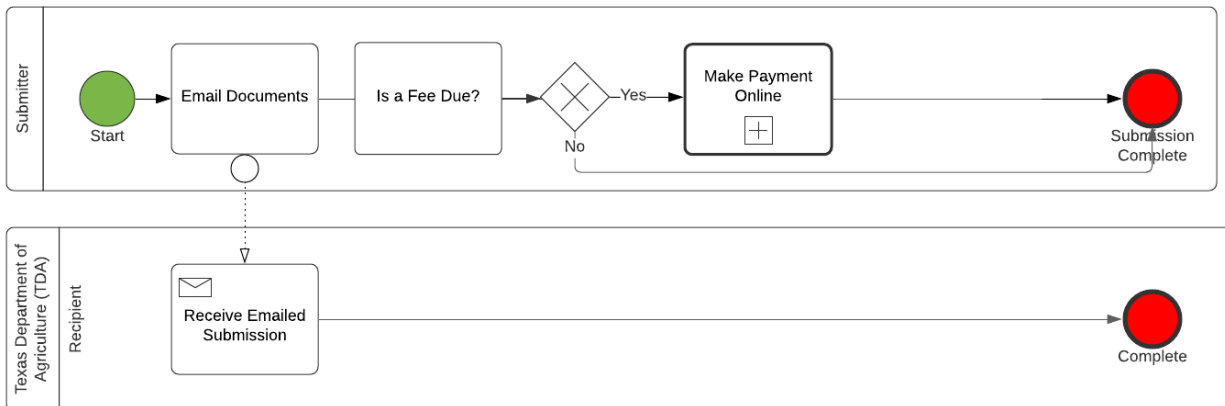 Submitter
Start
Email Documents
Is a Fee Due?
Yes
No
Make Payment
Online
Submission
Complete
Texas Department of
Agriculture (TDA)
Recipient
Receive Emailed
Submission
Complete